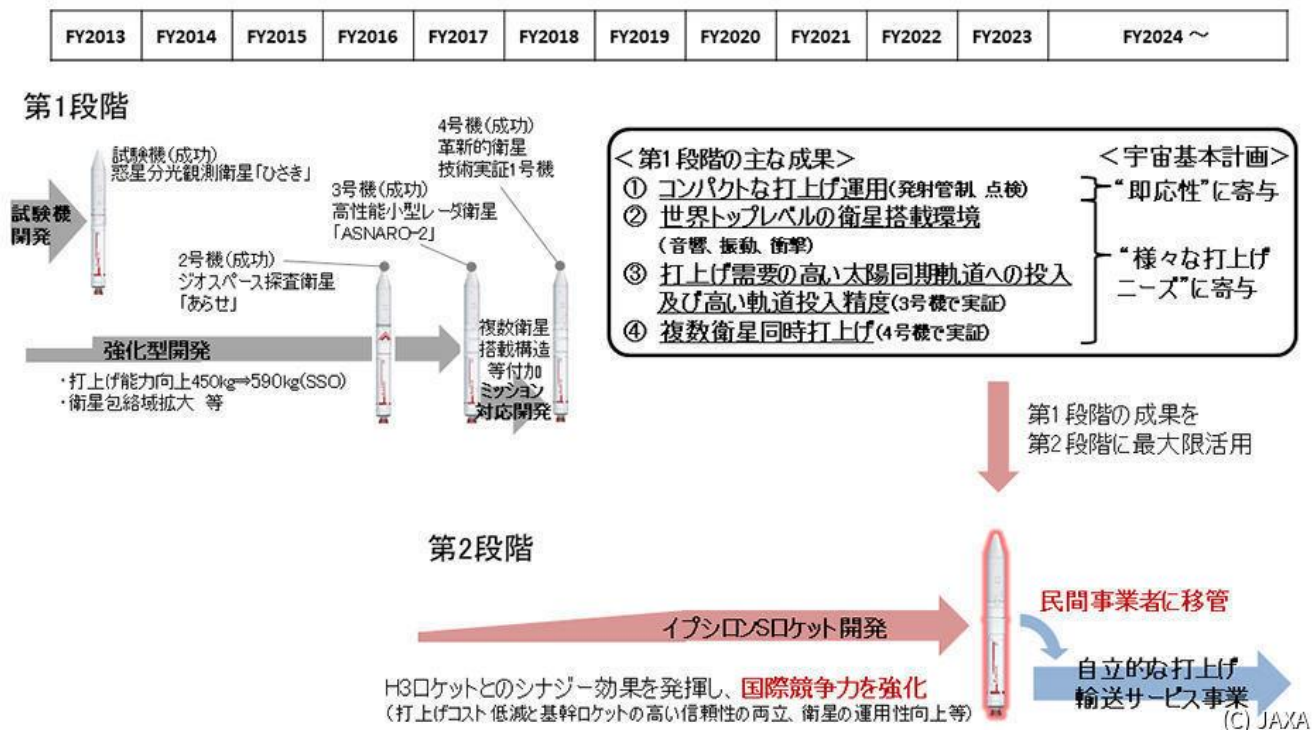 FY2013 FY2014 FY2015 FY2016 FY2017 FY2018 FY2019 FY2020 FY2021 FY2022 FY2023 FY2024 ～
第1段階
試験機開発
試験機(成功)
惑星分光観測衛星「ひさき」
2号機(成功)
ジオスペース探査衛星
「あらせ」
3号機(成功)
高性能小型レーダ衛星
「ASNARO-2」
4号機(成功)
革新的衛星
技術実証1号機
強化型開発
・打上げ能力向上450kg⇒590kg(SSO)
・衛星包絡域拡大 等
複数衛星
搭載構造
等付加
ミッション
対応開発
＜第1段階の主な成果＞
① コンパクトな打上げ運用(発射管制、点検)
② 世界トップレベルの衛星搭載環境
(音響、振動、衝撃)
③ 打上げ需要の高い太陽同期軌道への投入
及び高い軌道投入精度(3号機で実証)
④ 複数衛星同時打上げ(4号機で実証)
＜宇宙基本計画＞
“即応性”に寄与
“様々な打上げ
ニーズ”に寄与
第1段階の成果を
第2段階に最大限活用
第2段階
イプシロンSロケット開発
H3ロケットとのシナジー効果を発揮し、国際競争力を強化
(打上げコスト低減と基幹ロケットの高い信頼性の両立、衛星の運用性向上等)
民間事業者に移管
自立的な打上げ
輸送サービス事業
(C) JAXA